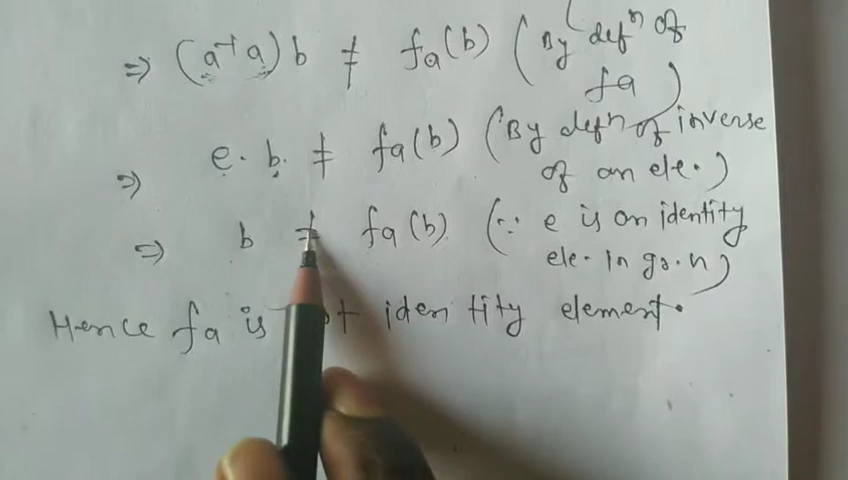 ⇒ (a⁻¹a)b ≠ fa(b) (By defⁿ of
fa)
⇒ e.b. ≠ fa(b) (By defⁿ of inverse
of an ele.)
⇒ b ≠ fa(b) (∵ e is an identity
ele. in
Hence fa is identity element.